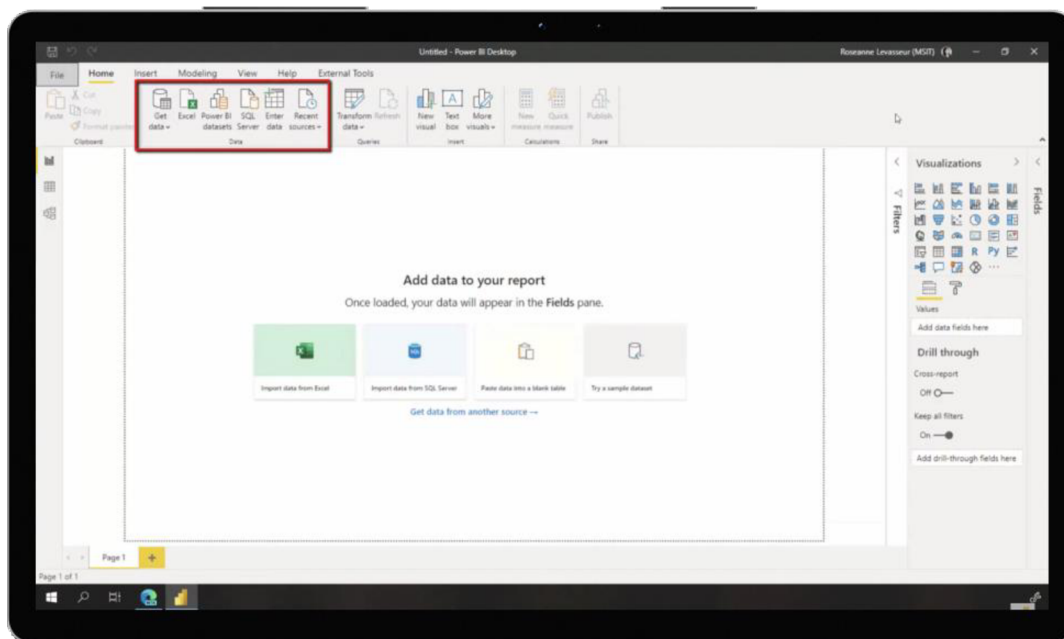 Untitled - Power BI Desktop
Roseanne Levasseur (MSIT)
File Home Insert Modeling View Help External Tools
Paste
Cut
Copy
Format painter
Clipboard
Get data
Excel
Power BI datasets
SQL Server
Enter data
Recent sources
Data
Transform data
Refresh
Queries
New visual
Text box
More visuals
Insert
New measure
Quick measure
Calculations
Publish
Share
Filters
Visualizations
Fields
R Py
Values
Add data fields here
Drill through
Cross-report
Off
Keep all filters
On
Add drill-through fields here
Add data to your report
Once loaded, your data will appear in the Fields pane.
Import data from Excel
Import data from SQL Server
Paste data into a blank table
Try a sample dataset
Get data from another source →
Page 1
Page 1 of 1